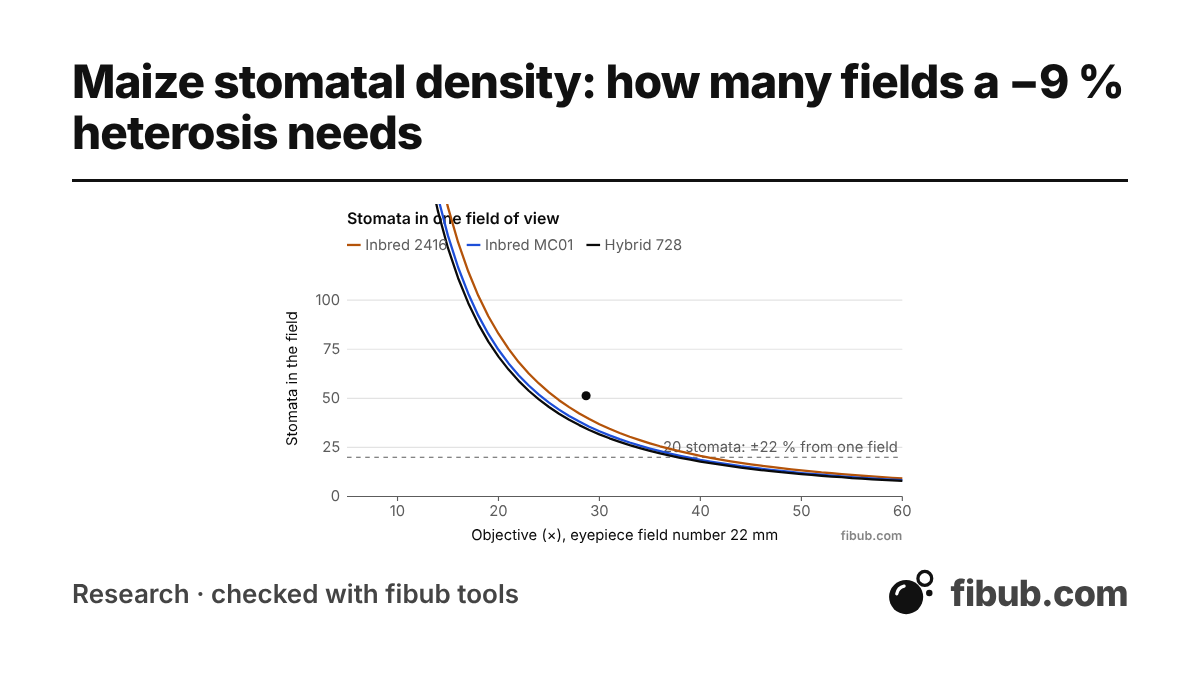 Maize stomatal density: how many fields a −9 %
heterosis needs
Stomata in one field of view
Inbred 2416 Inbred MC01 Hybrid 728
100
75
50
25
0
Stomata in the field
20 stomata: ±22 % from one field
10 20 30 40 50 60
Objective (×), eyepiece field number 22 mm
fibub.com
Research · checked with fibub tools
fibub.com